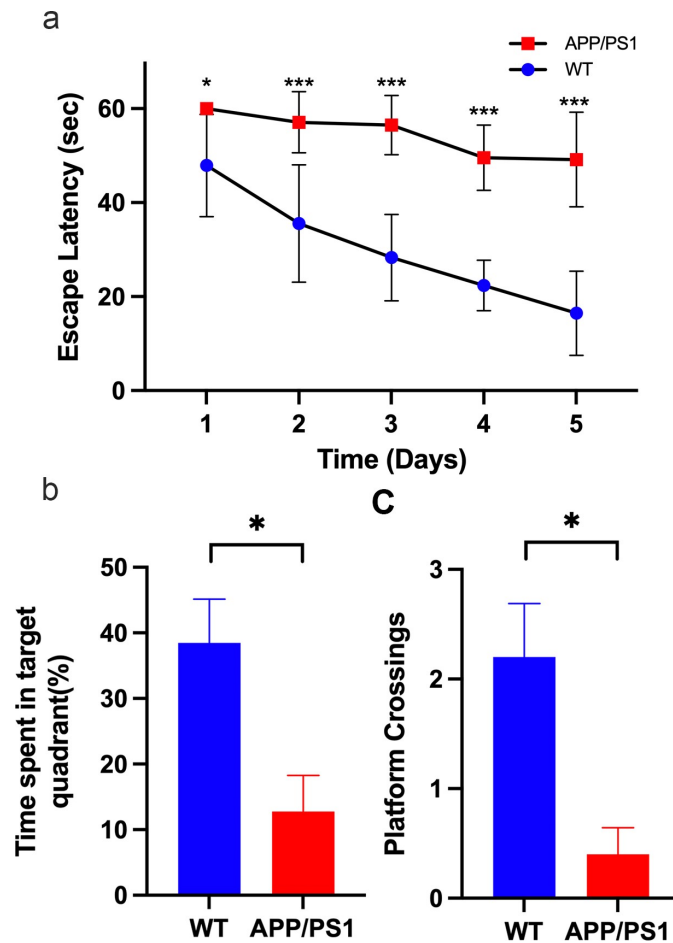 a
APP/PS1
WT
* *** *** *** ***
60
40
20
0
Escape Latency (sec)
1 2 3 4 5
Time (Days)
b
*
50
40
30
20
10
0
Time spent in target
quadrant(%)
WT APP/PS1
C
*
3
2
1
0
Platform Crossings
WT APP/PS1